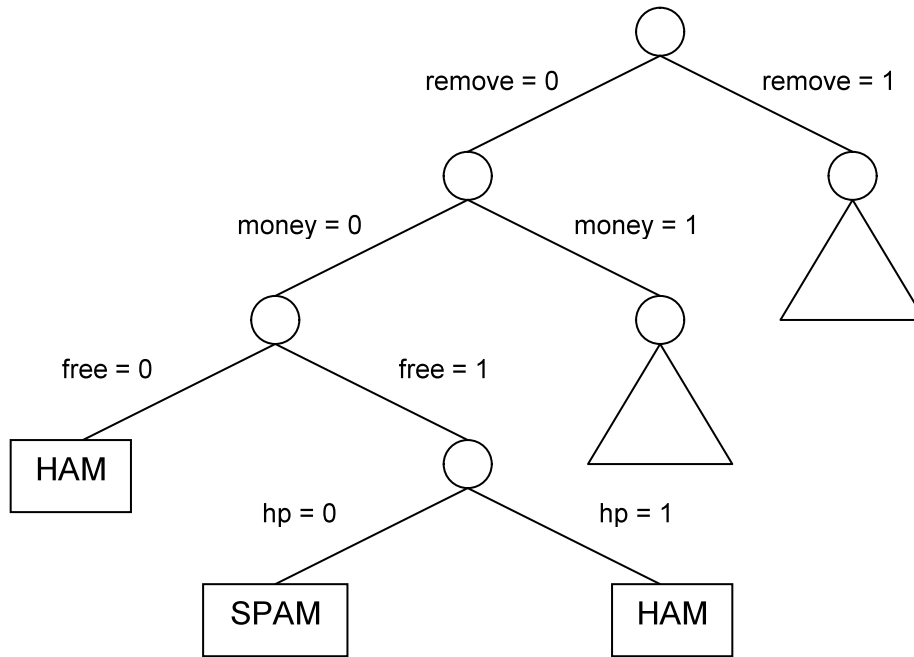 remove = 0
remove = 1
money = 0
money = 1
free = 0
free = 1
HAM
hp = 0
hp = 1
SPAM
HAM